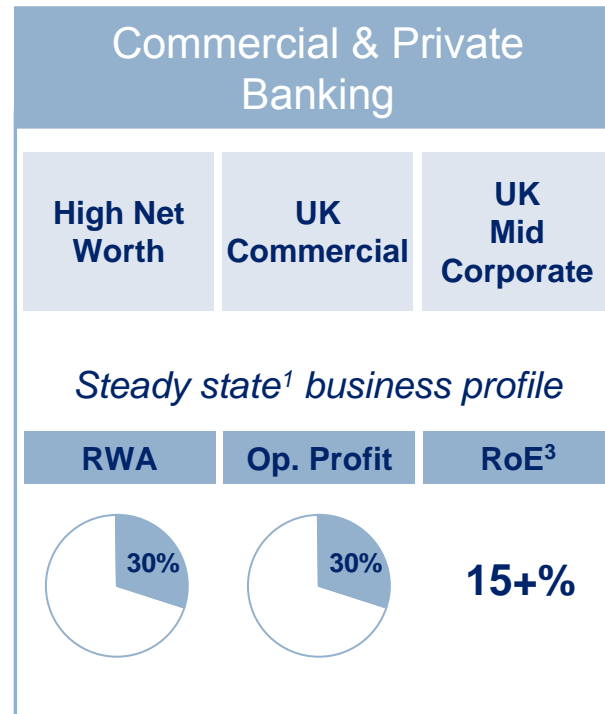 Commercial & Private
Banking
High Net
Worth
UK
Commercial
UK
Mid
Corporate
Steady state¹ business profile
RWA
Op. Profit
RoE³
30%
30%
15+%